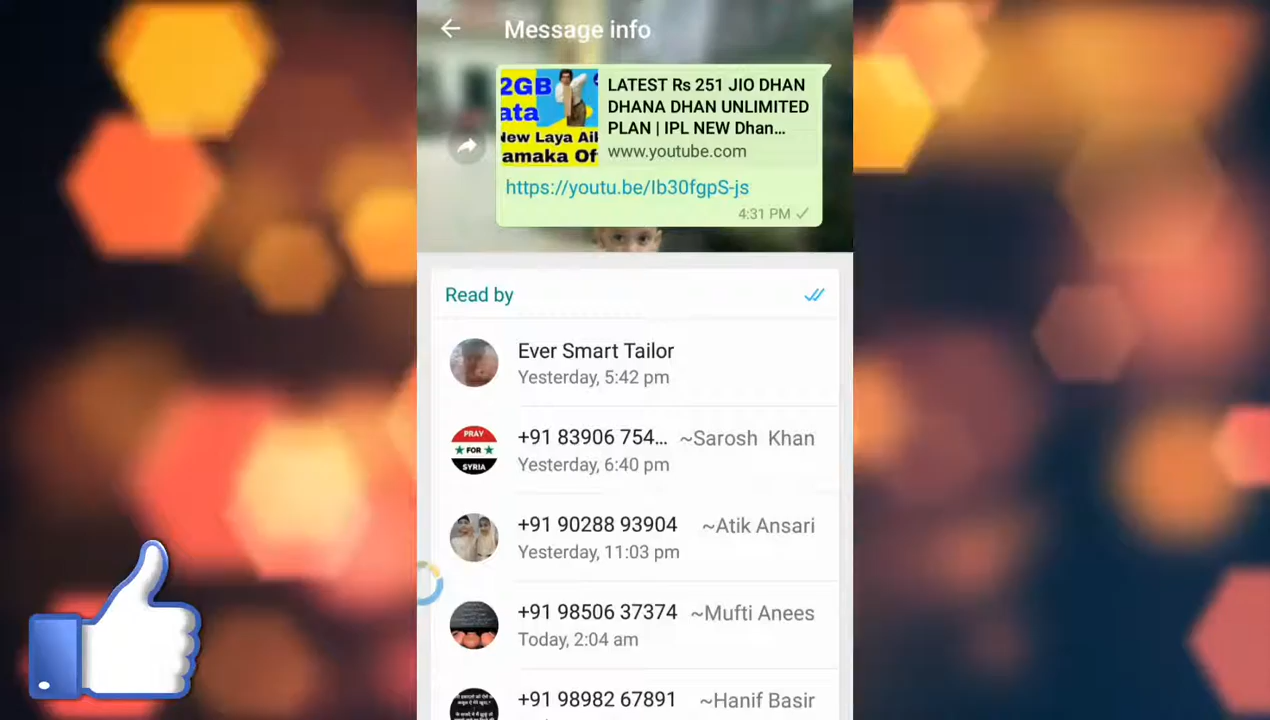 Message info
2GB
ata
New Laya Aik
amaka Of
LATEST Rs 251 JIO DHAN
DHANA DHAN UNLIMITED
PLAN | IPL NEW Dhan...
www.youtube.com
https://youtu.be/Ib30fgpS-js
4:31 PM
Read by
Ever Smart Tailor
Yesterday, 5:42 pm
PRAY
FOR
SYRIA
+91 83906 754... ~Sarosh Khan
Yesterday, 6:40 pm
+91 90288 93904 ~Atik Ansari
Yesterday, 11:03 pm
+91 98506 37374 ~Mufti Anees
Today, 2:04 am
+91 98982 67891 ~Hanif Basir